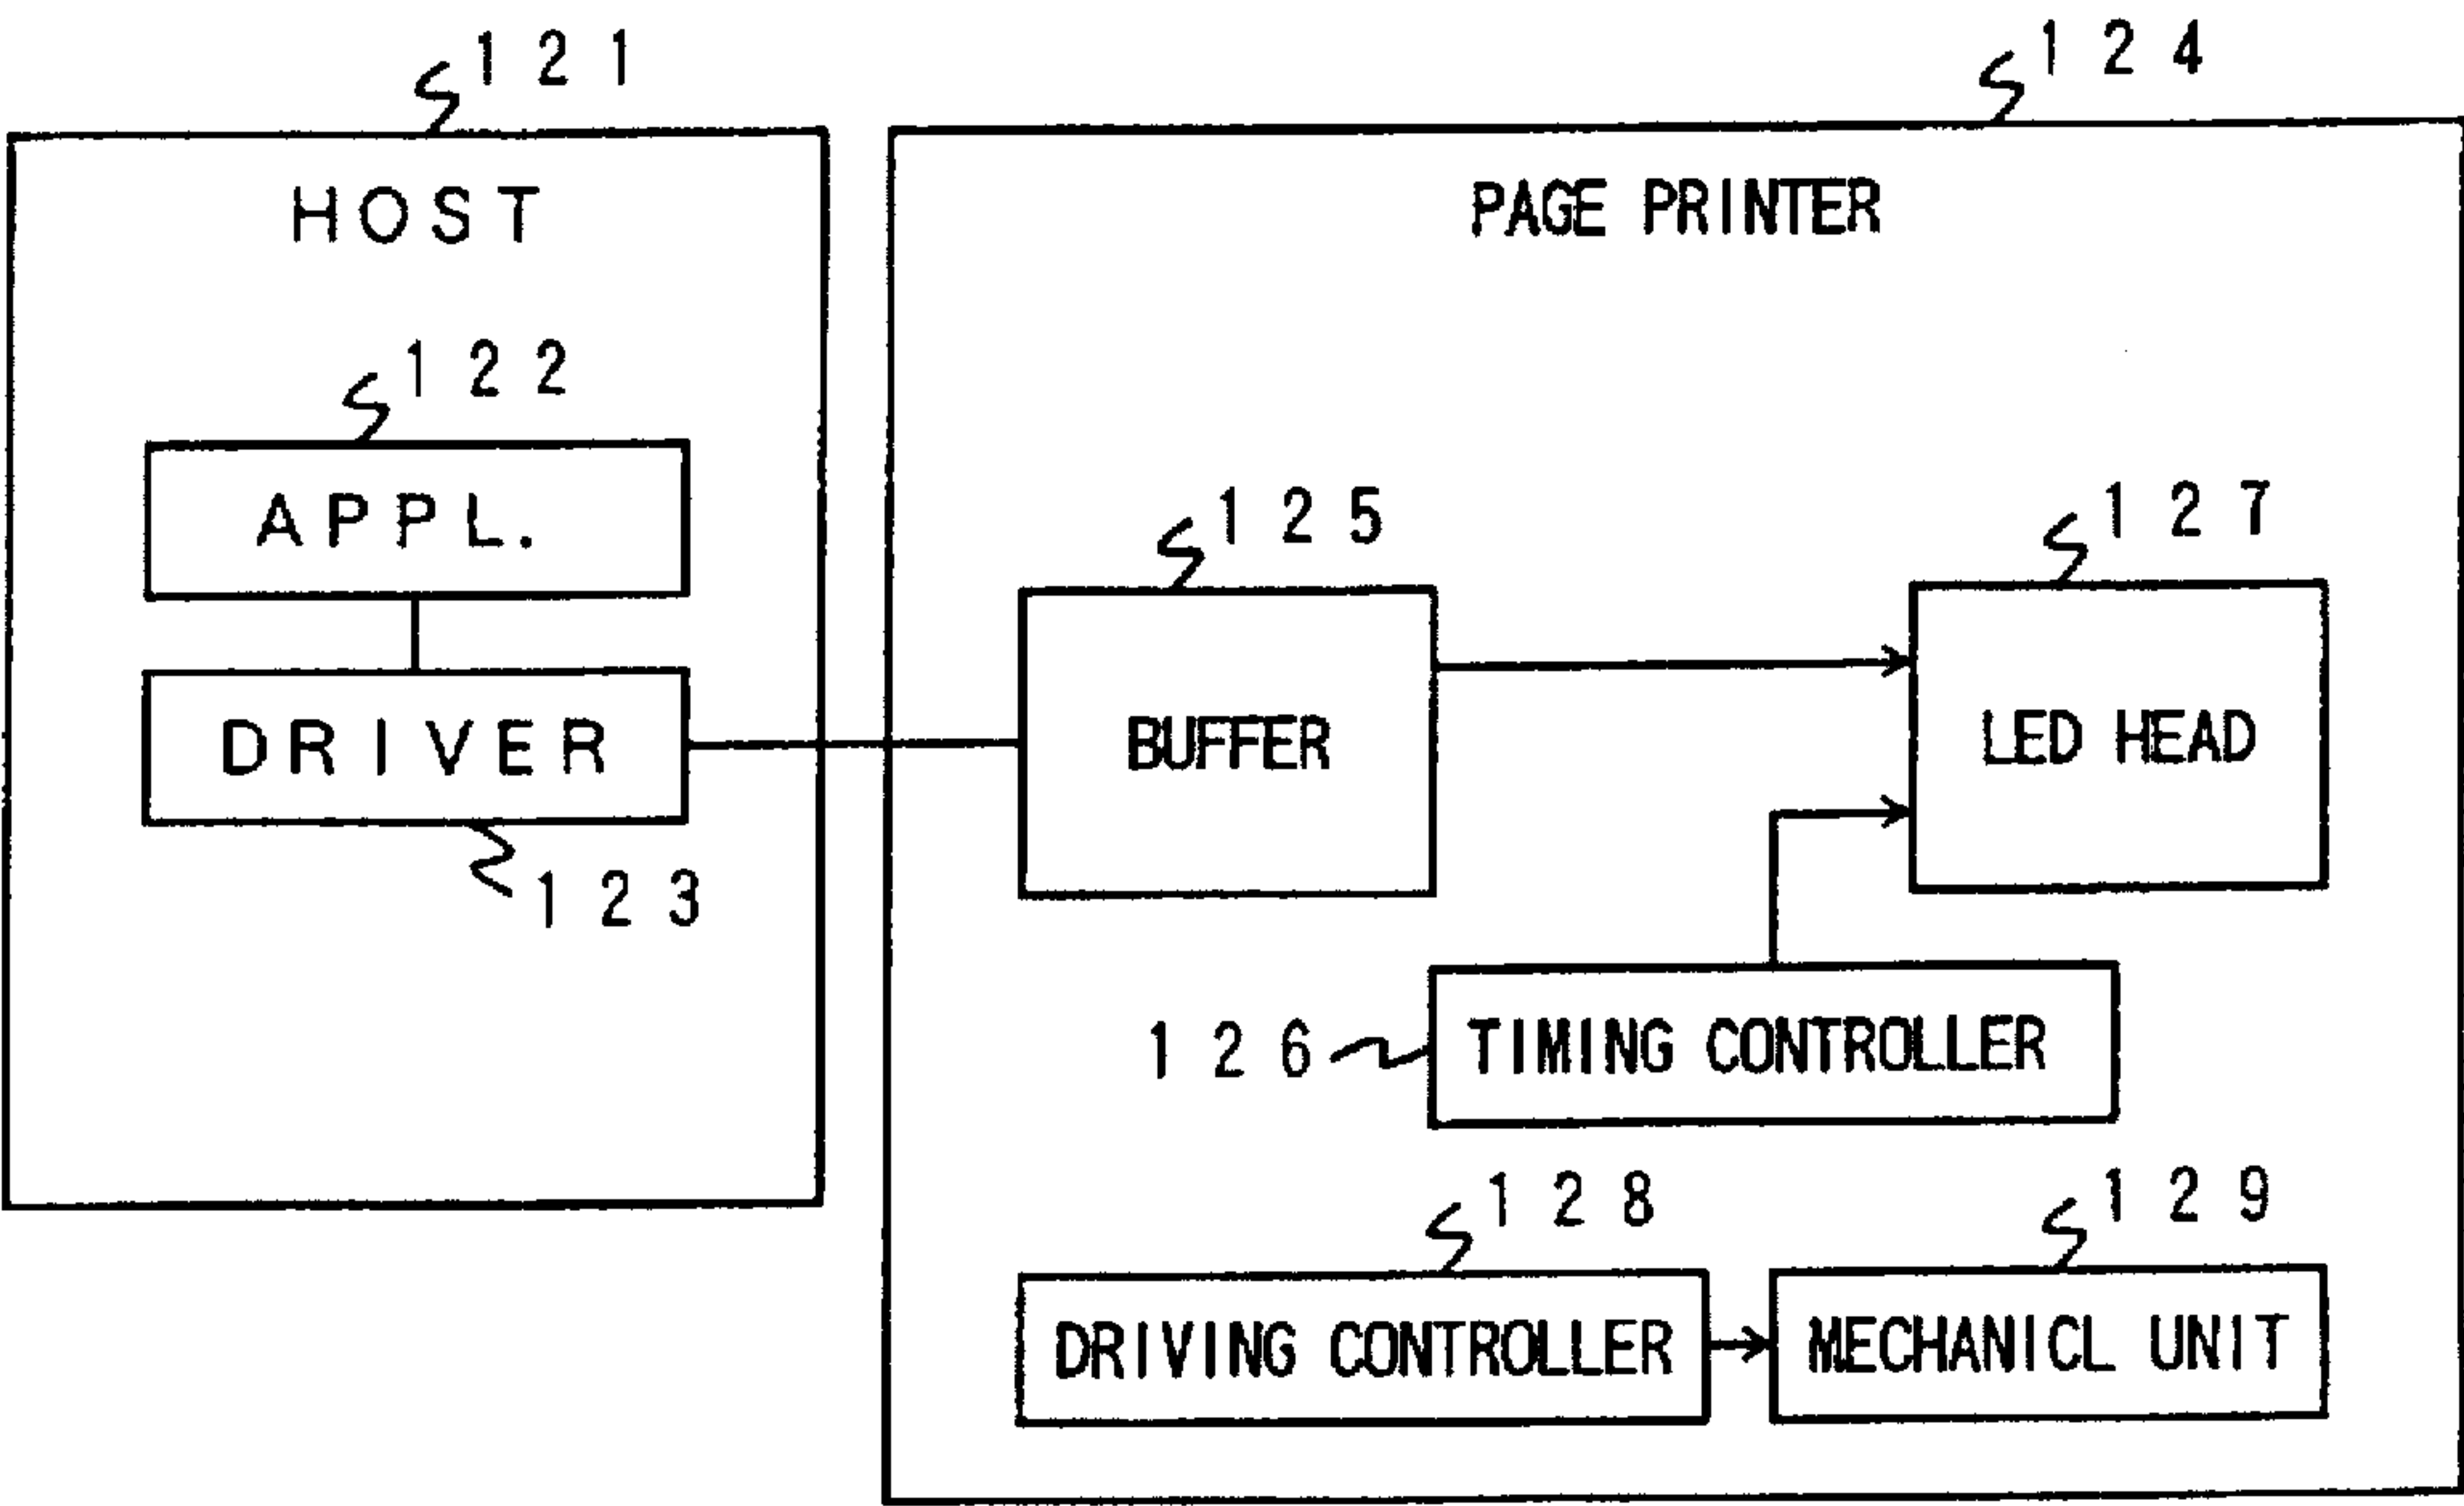 121
HOST
122
APPL.
DRIVER
123
124
PAGE PRINTER
125
BUFFER
127
LED HEAD
126
TIMING CONTROLLER
128
DRIVING CONTROLLER
129
MECHANICL UNIT